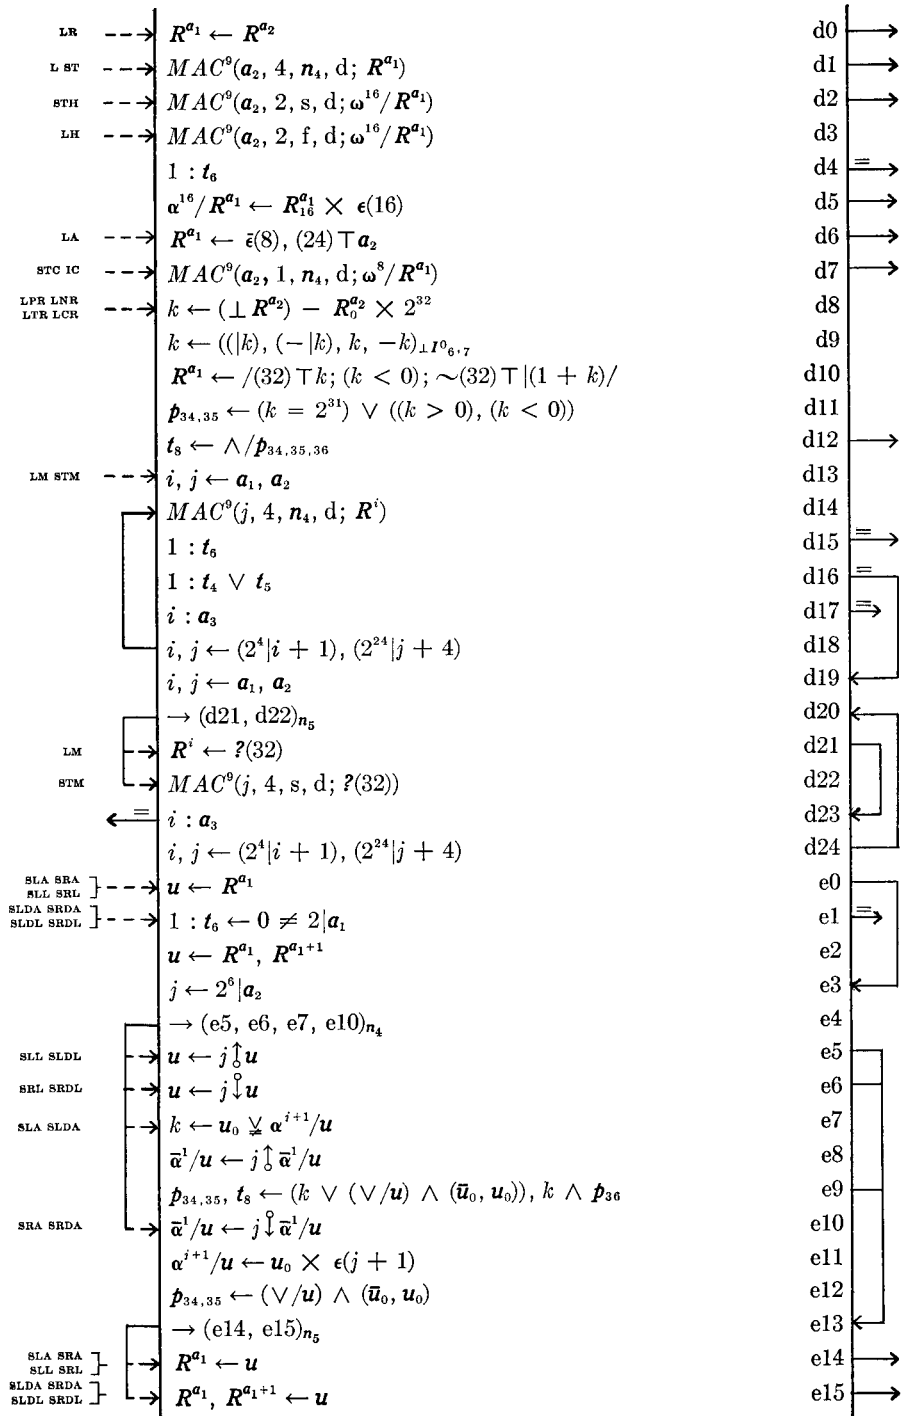 LR R^{a_1} ← R^{a_2} d0
L ST MAC^9(a_2, 4, n_4, d; R^{a_1}) d1
STH MAC^9(a_2, 2, s, d; ω^{16}/R^{a_1}) d2
LH MAC^9(a_2, 2, f, d; ω^{16}/R^{a_1}) d3
1 : t_6 d4 =
α^{16}/R^{a_1} ← R^{a_1}_{16} × ϵ(16) d5
LA R^{a_1} ← ϵ̄(8), (24) ⊤ a_2 d6
STC IC MAC^9(a_2, 1, n_4, d; ω^8/R^{a_1}) d7
LPR LNR
LTR LCR k ← (⊥ R^{a_2}) − R^{a_2}_0 × 2^{32} d8
k ← ((|k), (−|k), k, −k)_{⊥I^0_{6,7}} d9
R^{a_1} ← /(32) ⊤ k; (k < 0); ∼(32) ⊤ |(1 + k)/ d10
p_{34,35} ← (k = 2^{31}) ∨ ((k > 0), (k < 0)) d11
t_8 ← ∧/p_{34,35,36} d12
LM STM i, j ← a_1, a_2 d13
MAC^9(j, 4, n_4, d; R^i) d14
1 : t_6 d15 =
1 : t_4 ∨ t_5 d16 =
i : a_3 d17 =
i, j ← (2^4|i + 1), (2^{24}|j + 4) d18
i, j ← a_1, a_2 d19
→ (d21, d22)_{n_5} d20
LM R^i ← ?(32) d21
STM MAC^9(j, 4, s, d; ?(32)) d22
= i : a_3 d23
i, j ← (2^4|i + 1), (2^{24}|j + 4) d24
SLA SRA
SLL SRL u ← R^{a_1} e0
SLDA SRDA
SLDL SRDL 1 : t_6 ← 0 ≠ 2|a_1 e1 =
u ← R^{a_1}, R^{a_1+1} e2
j ← 2^6|a_2 e3
→ (e5, e6, e7, e10)_{n_4} e4
SLL SLDL u ← j⥉u e5
SRL SRDL u ← j⫰u e6
SLA SLDA k ← u_0 ⊻ α^{j+1}/u e7
ᾱ^1/u ← j↥ᾱ^1/u e8
p_{34,35}, t_8 ← (k ∨ (∨/u) ∧ (ū_0, u_0)), k ∧ p_{36} e9
SRA SRDA ᾱ^1/u ← j↧ᾱ^1/u e10
α^{j+1}/u ← u_0 × ϵ(j + 1) e11
p_{34,35} ← (∨/u) ∧ (ū_0, u_0) e12
→ (e14, e15)_{n_5} e13
SLA SRA
SLL SRL R^{a_1} ← u e14
SLDA SRDA
SLDL SRDL R^{a_1}, R^{a_1+1} ← u e15